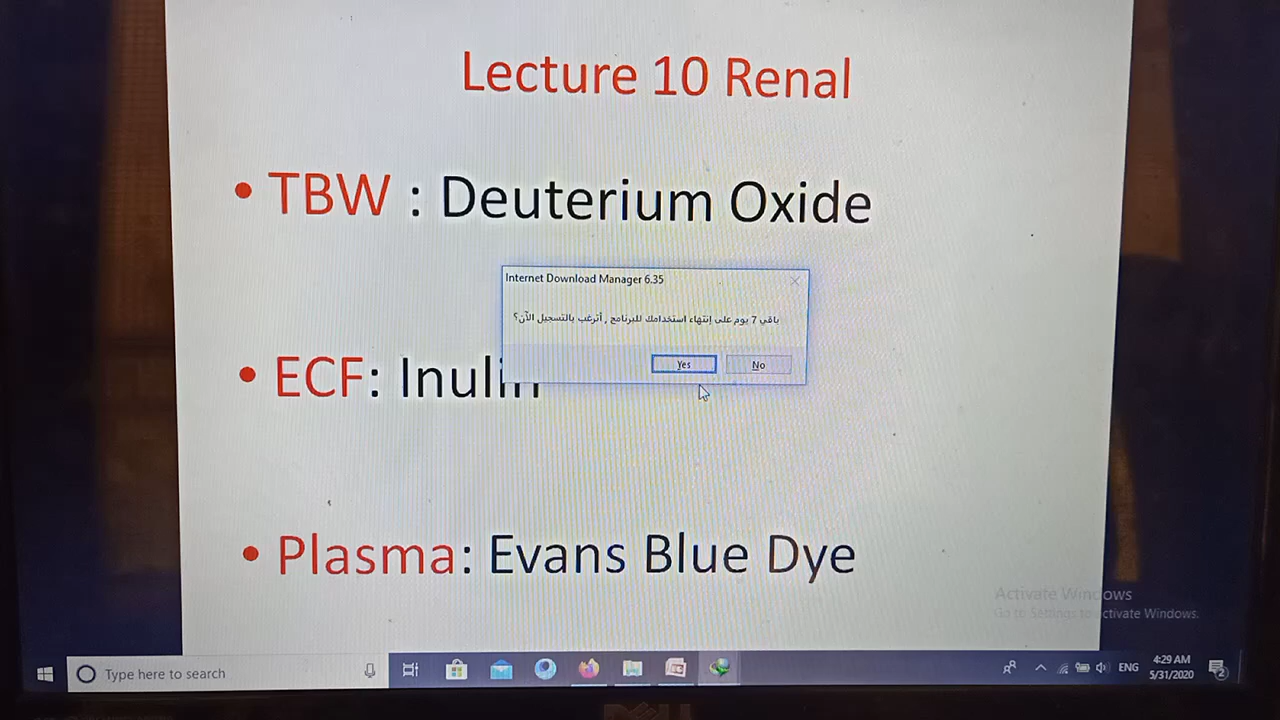 Lecture 10 Renal
• TBW : Deuterium Oxide
Internet Download Manager 6.35
باقي 7 يوم على إنتهاء استخدامك للبرنامج , أترغب بالتسجيل الآن؟
Yes
No
• ECF: Inulin
• Plasma: Evans Blue Dye
Activate Windows
Go to Settings to activate Windows.
Type here to search
ENG
4:29 AM
5/31/2020
2
DELL